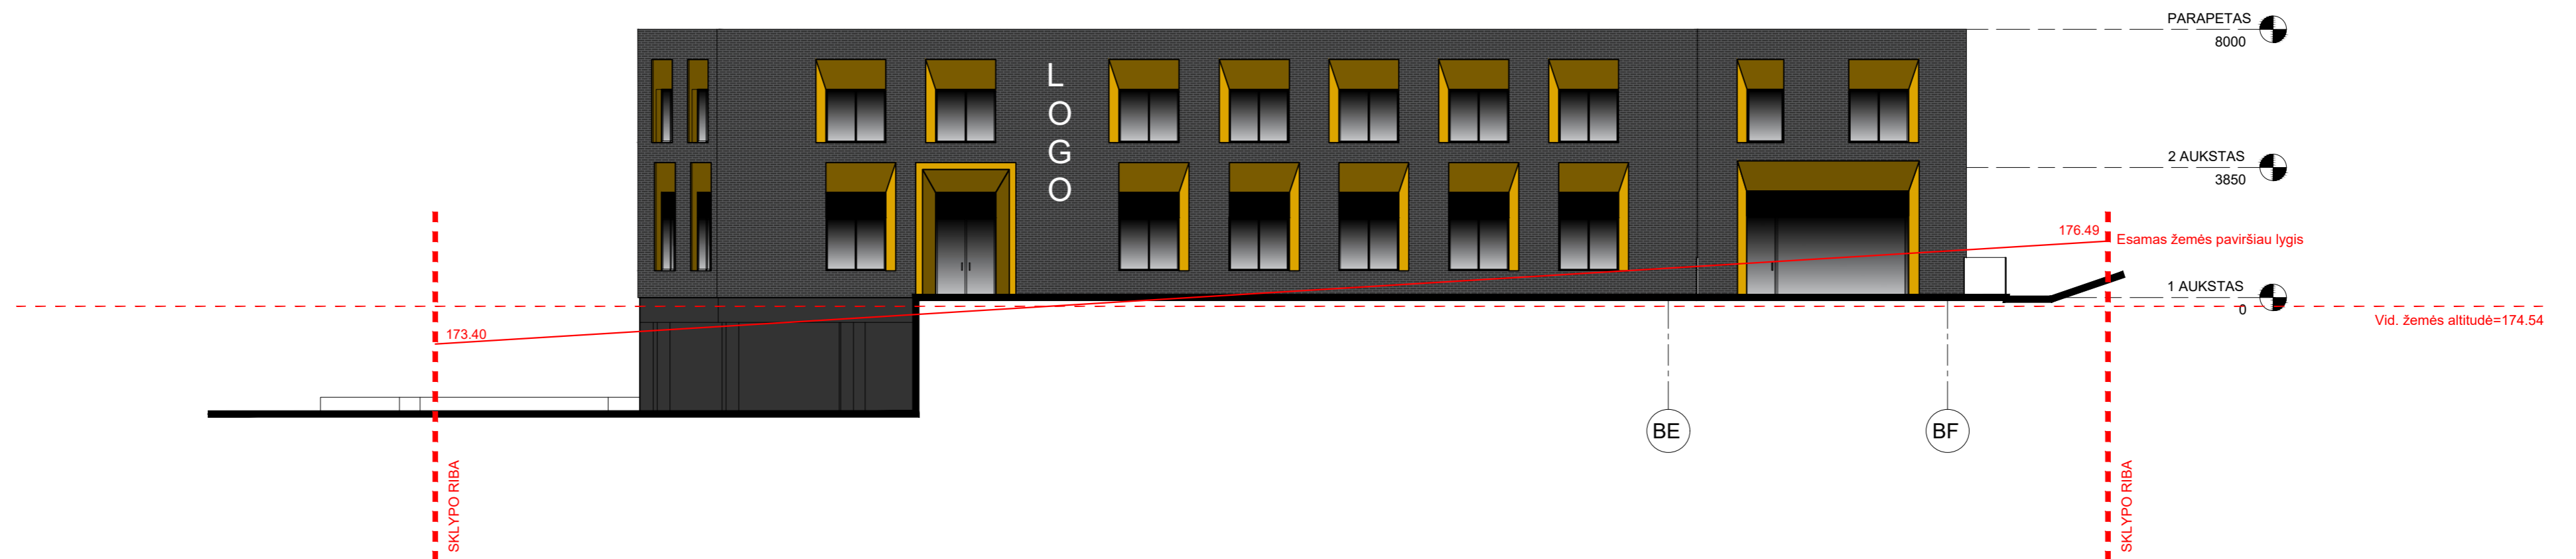 PARAPETAS
8000
L
O
G
O
2 AUKSTAS
3850
176.49
Esamas žemės paviršiau lygis
1 AUKSTAS
0
Vid. žemės altitudė=174.54
173.40
BE
BF
SKLYPO RIBA
SKLYPO RIBA